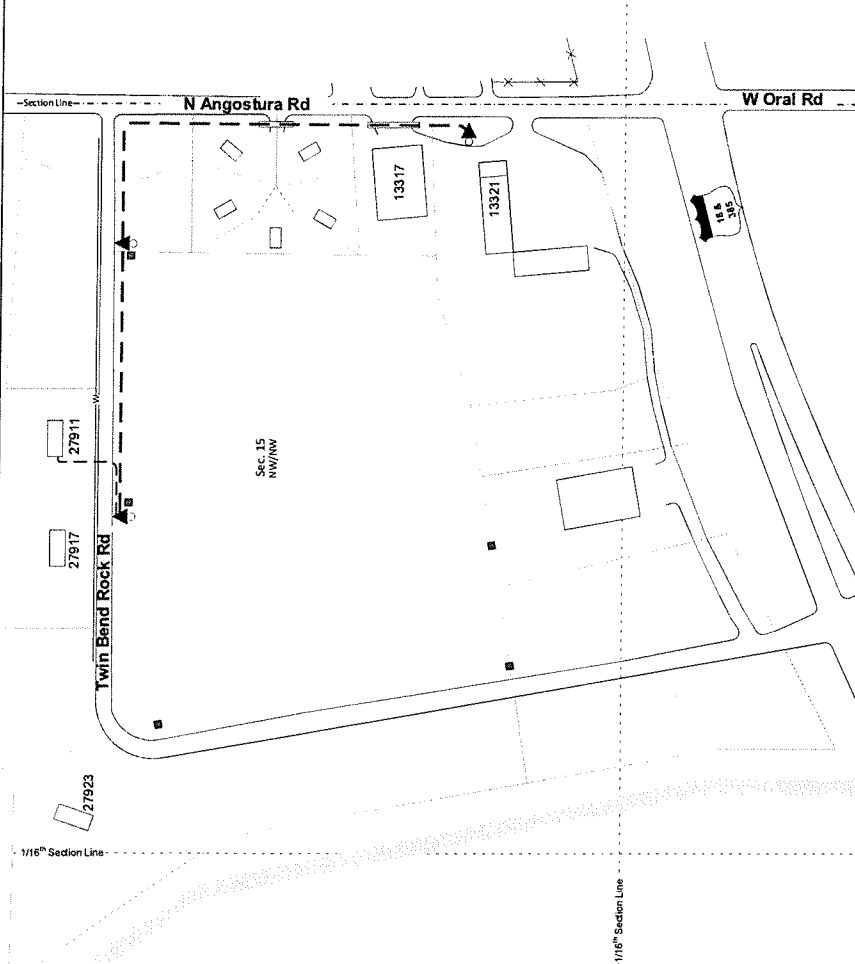 Section Line
N Angostura Rd
W Oral Rd
13317
13321
18 &
385
W
27911
Sec. 15
NW/NW
27917
Twin Bend Rock Rd
27923
1/16th Section Line
1/16th Section Line